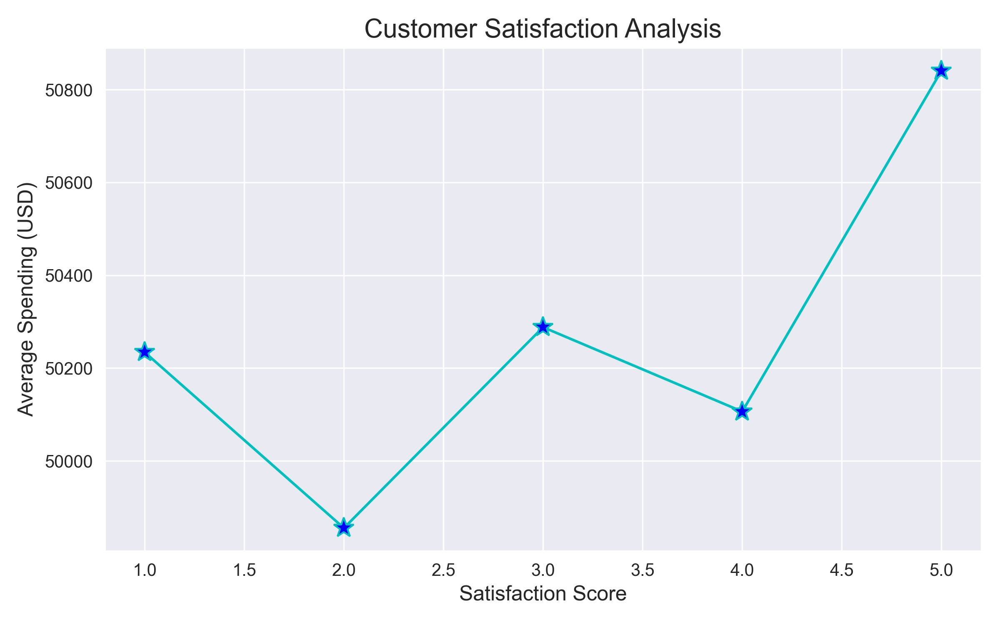 Customer Satisfaction Analysis
Average Spending (USD)
50800
50600
50400
50200
50000
1.0 1.5 2.0 2.5 3.0 3.5 4.0 4.5 5.0
Satisfaction Score